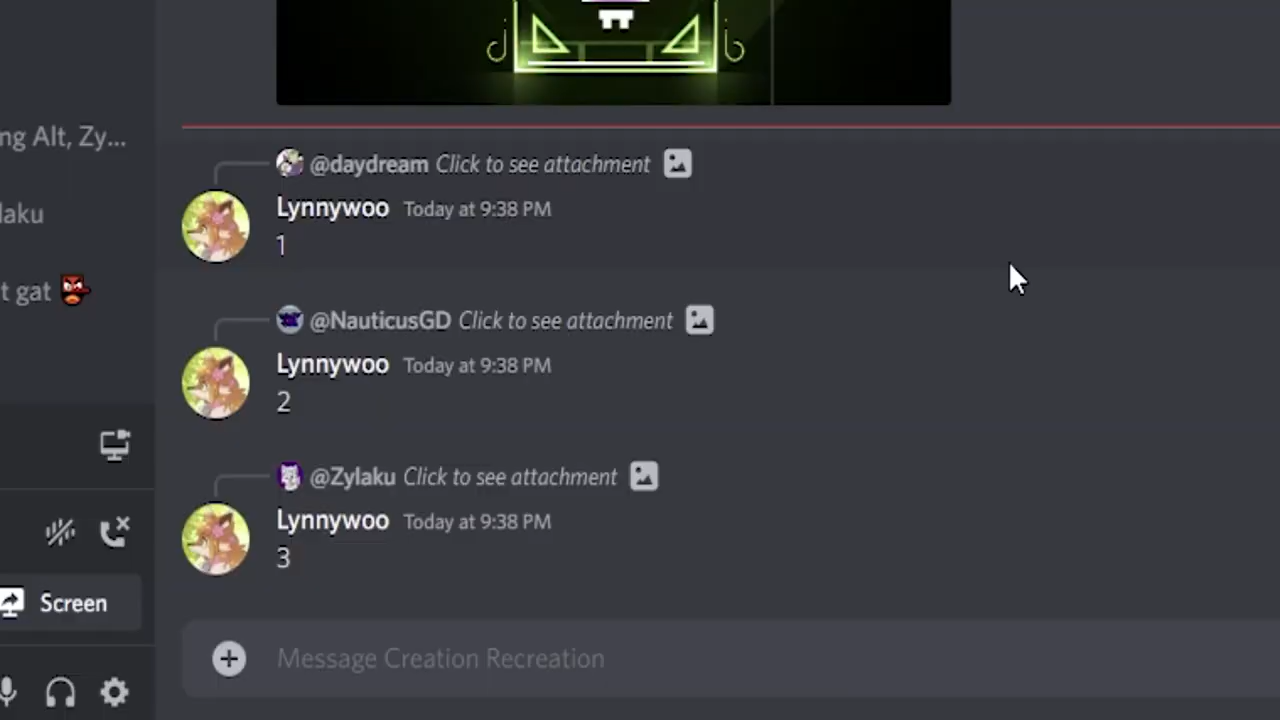 ng Alt, Zy...
laku
t gat
Screen
@daydream Click to see attachment
Lynnywoo Today at 9:38 PM
1
@NauticusGD Click to see attachment
Lynnywoo Today at 9:38 PM
2
@Zylaku Click to see attachment
Lynnywoo Today at 9:38 PM
3
Message Creation Recreation